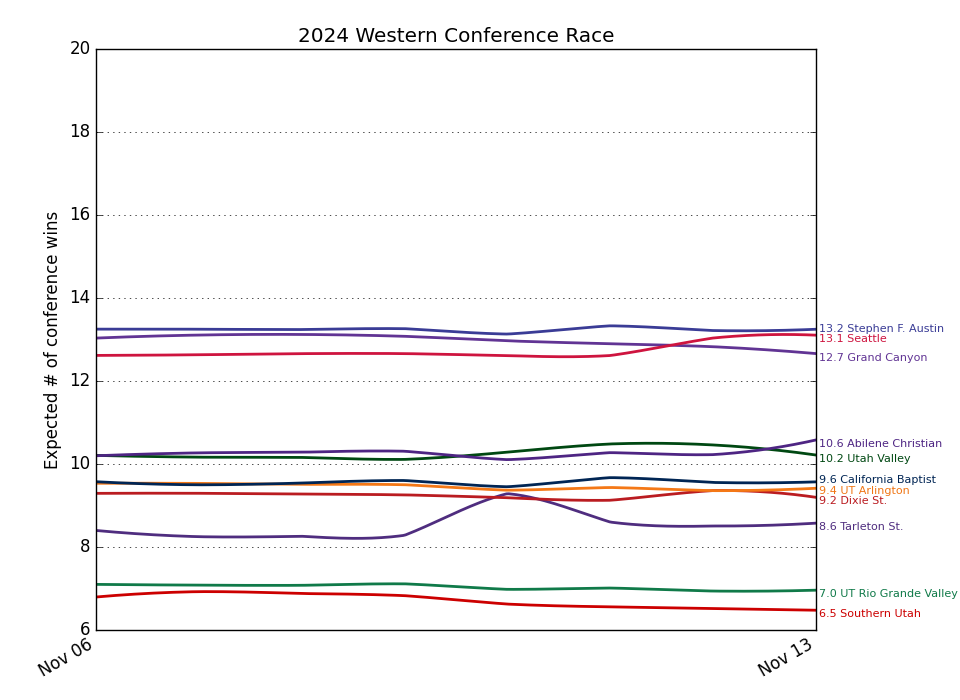 2024 Western Conference Race
Expected # of conference wins
20
18
16
14
12
10
8
6
Nov 06
Nov 13
13.2 Stephen F. Austin
13.1 Seattle
12.7 Grand Canyon
10.6 Abilene Christian
10.2 Utah Valley
9.6 California Baptist
9.4 UT Arlington
9.2 Dixie St.
8.6 Tarleton St.
7.0 UT Rio Grande Valley
6.5 Southern Utah